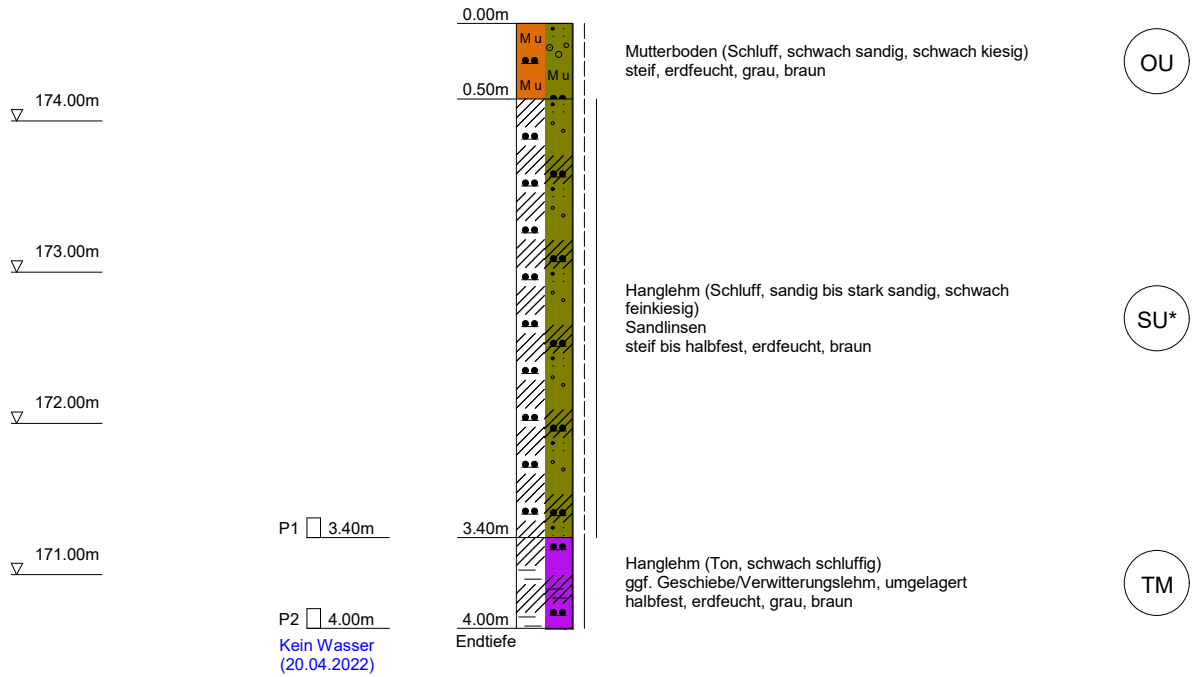 0.00m
Mu
Mu
Mu
Mutterboden (Schluff, schwach sandig, schwach kiesig)
steif, erdfeucht, grau, braun
OU
0.50m
174.00m
173.00m
Hanglehm (Schluff, sandig bis stark sandig, schwach
feinkiesig)
Sandlinsen
steif bis halbfest, erdfeucht, braun
SU*
172.00m
P1 3.40m
3.40m
171.00m
Hanglehm (Ton, schwach schluffig)
ggf. Geschiebe/Verwitterungslehm, umgelagert
halbfest, erdfeucht, grau, braun
TM
P2 4.00m
4.00m
Endtiefe
Kein Wasser
(20.04.2022)